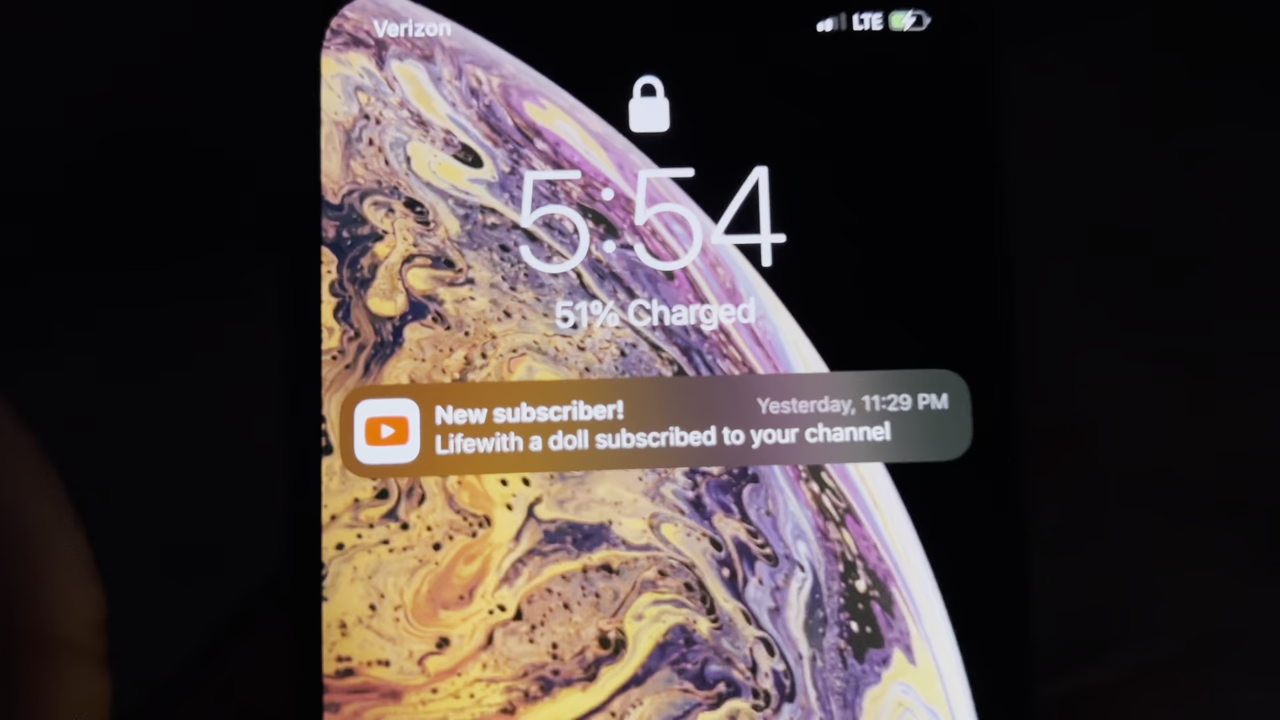 Verizon
LTE
5:54
51% Charged
New subscriber!
Yesterday, 11:29 PM
Lifewith a doll subscribed to your channel